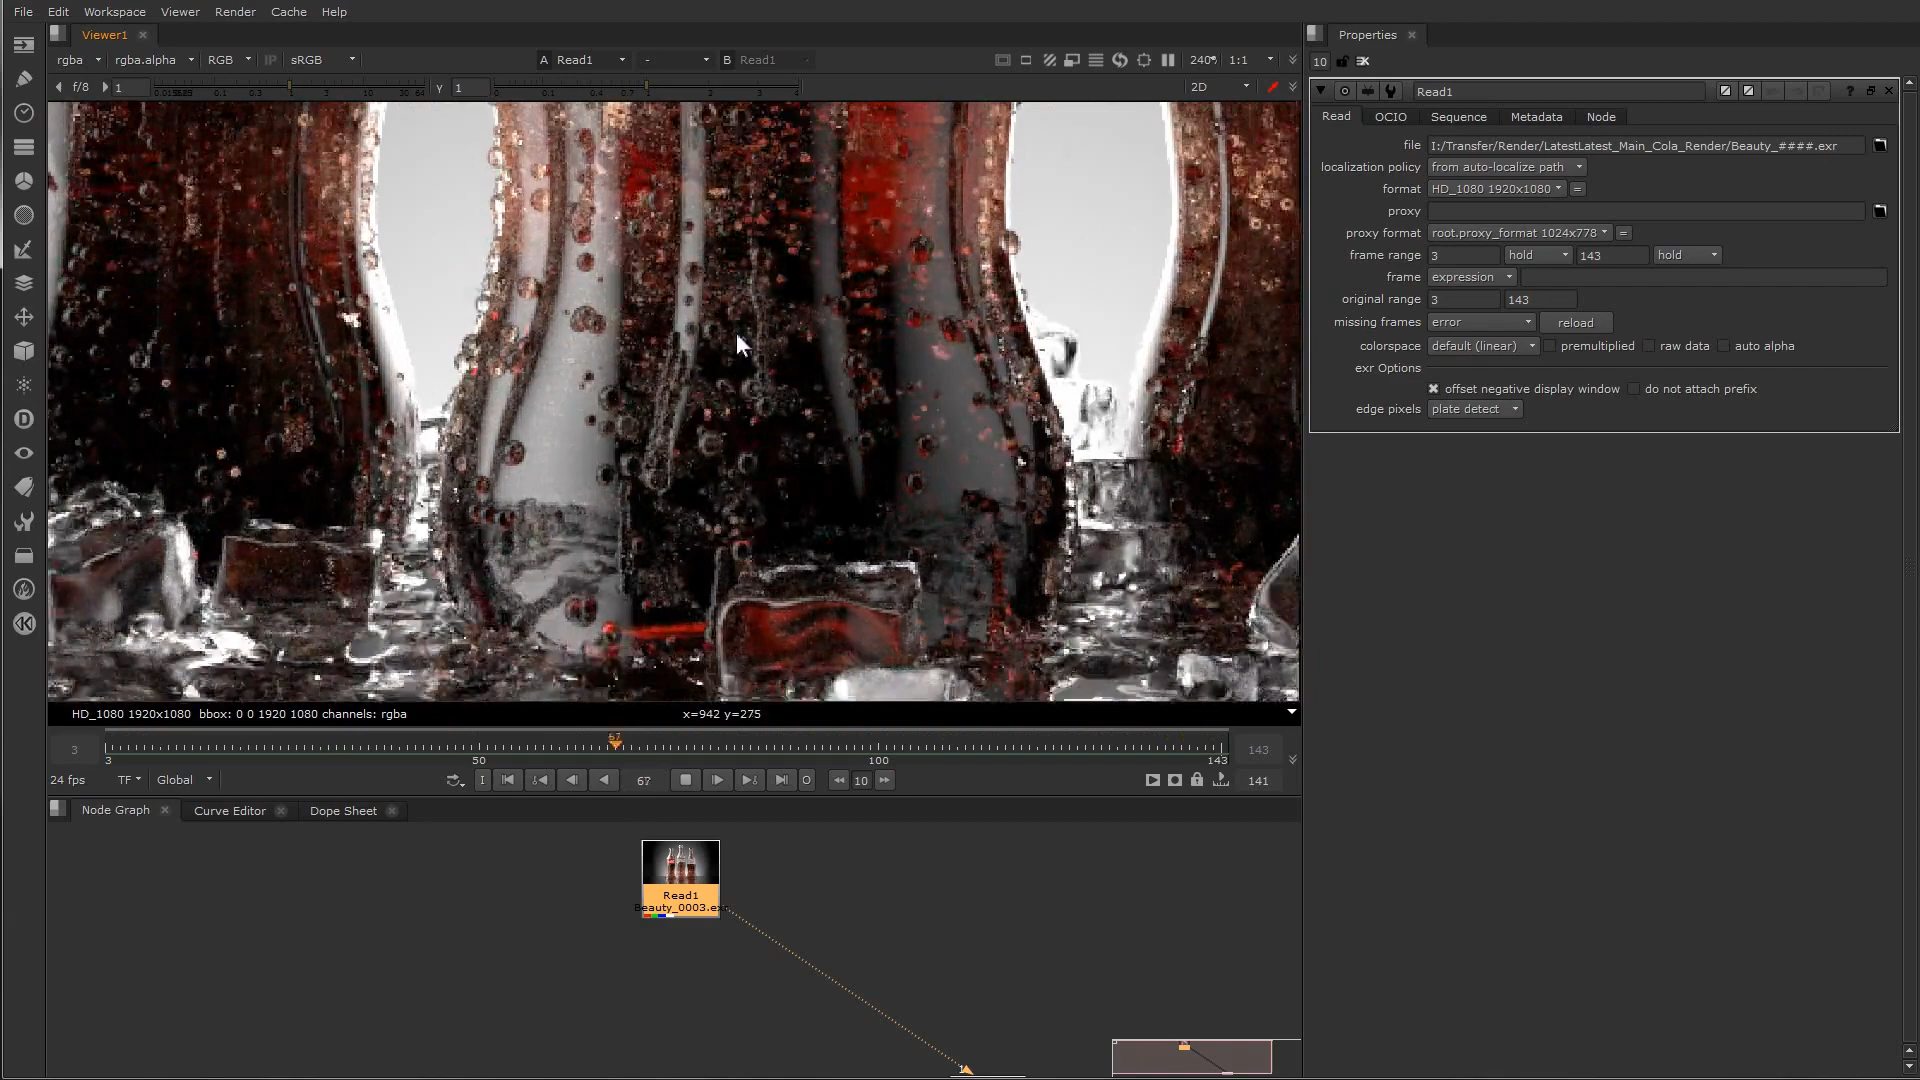 File Edit Workspace Viewer Render Cache Help
Viewer1
Properties
rgba rgba.alpha RGB IP sRGB A Read1 - B Read1 240% 1:1
10
f/8 1 y 1 2D
Read1
Read OCIO Sequence Metadata Node
file I:/Transfer/Render/LatestLatest_Main_Cola_Render/Beauty_####.exr
localization policy from auto-localize path
format HD_1080 1920x1080 =
proxy
proxy format root.proxy_format 1024x778 =
frame range 3 hold 143 hold
frame expression
original range 3 143
missing frames error reload
colorspace default (linear) premultiplied raw data auto alpha
exr Options
offset negative display window do not attach prefix
edge pixels plate detect
HD_1080 1920x1080 bbox: 0 0 1920 1080 channels: rgba x=942 y=275
3 67 143
3 50 100 143
24 fps TF Global I 67 O 10 141
Node Graph Curve Editor Dope Sheet
Read1
Beauty_0003.exr